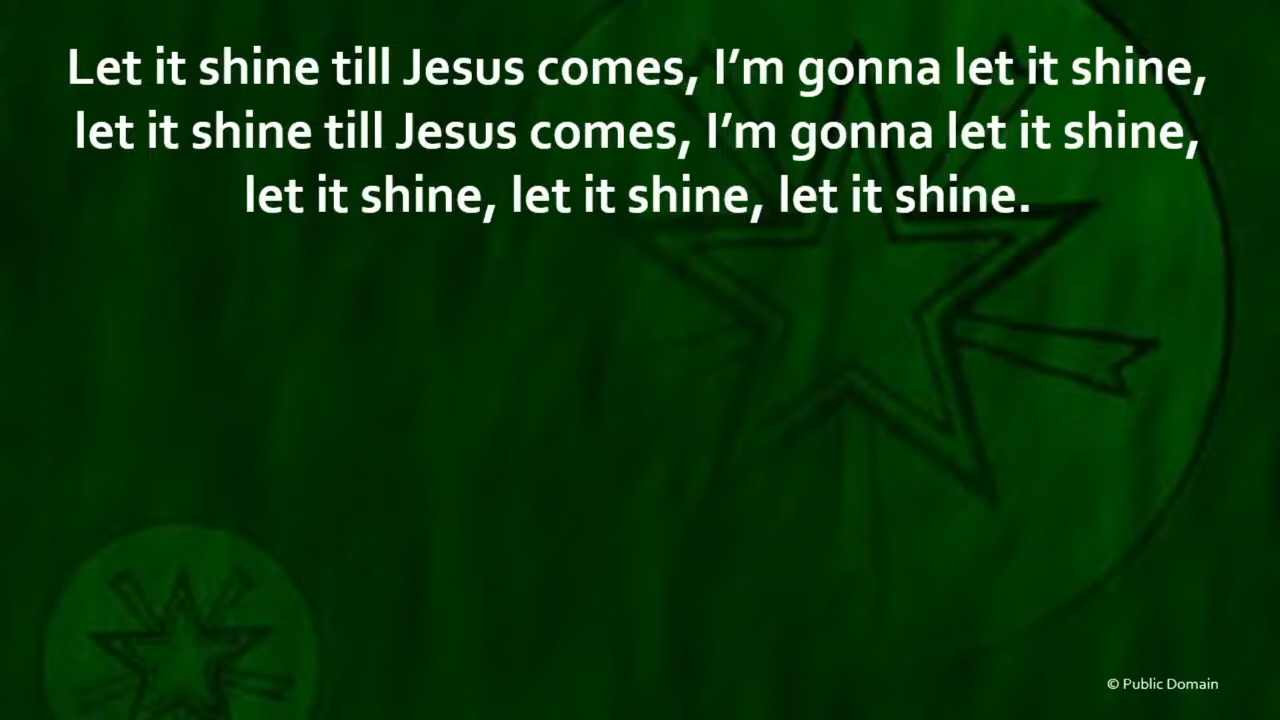 Let it shine till Jesus comes, I’m gonna let it shine,
let it shine till Jesus comes, I’m gonna let it shine,
let it shine, let it shine, let it shine.
© Public Domain